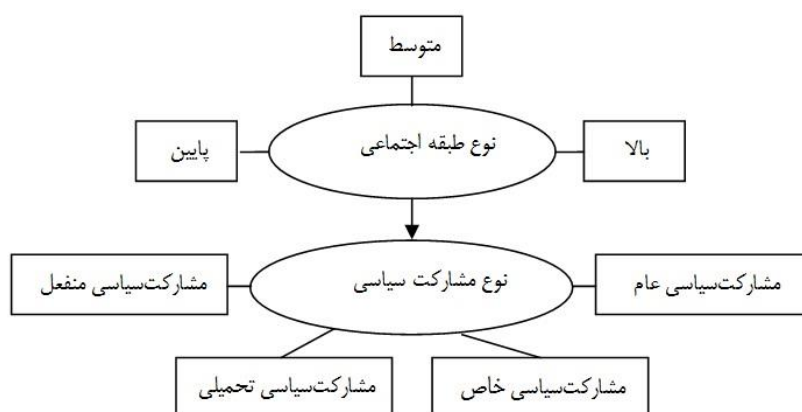 متوسط
بالا
نوع طبقه اجتماعی
پایین
مشارکت‌سیاسی عام
نوع مشارکت سیاسی
مشارکت‌سیاسی منفعل
مشارکت‌سیاسی خاص
مشارکت‌سیاسی تحمیلی